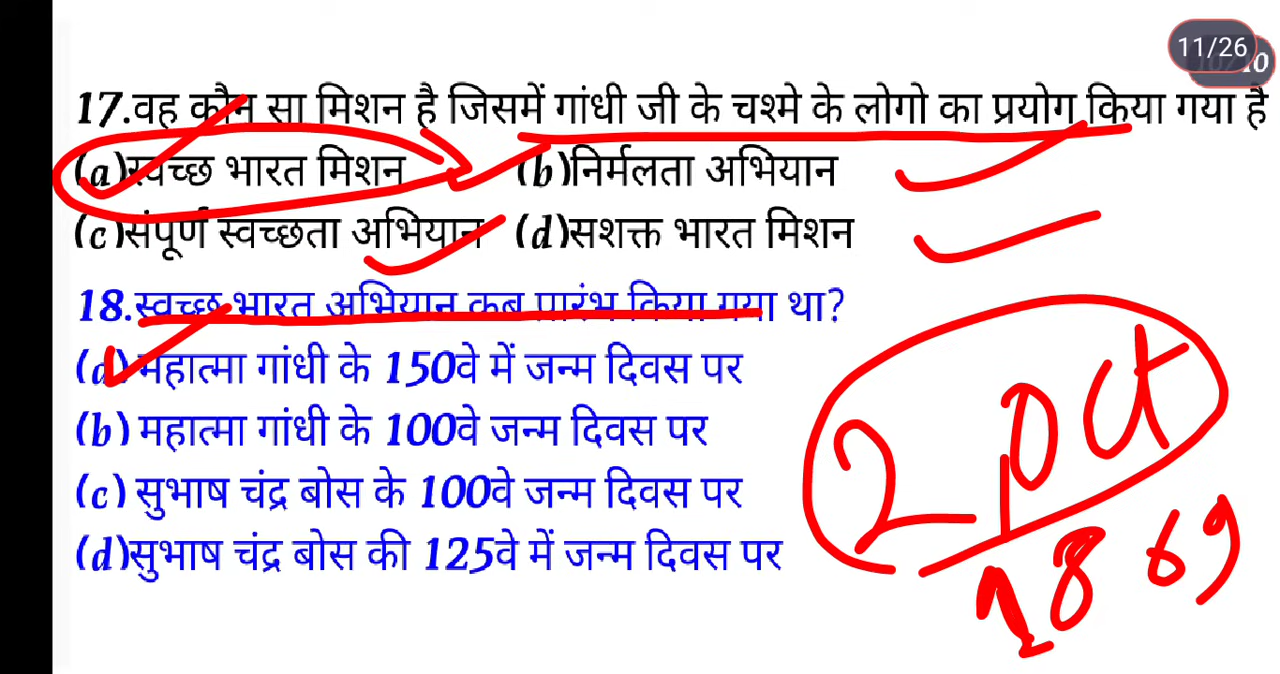 11/26
17.वह कौन सा मिशन है जिसमें गांधी जी के चश्मे के लोगो का प्रयोग किया गया है
(a)स्वच्छ भारत मिशन (b)निर्मलता अभियान
(c)संपूर्ण स्वच्छता अभियान (d)सशक्त भारत मिशन
18.स्वच्छ भारत अभियान कब प्रारंभ किया गया था?
(a) महात्मा गांधी के 150वे में जन्म दिवस पर
(b) महात्मा गांधी के 100वे जन्म दिवस पर
(c) सुभाष चंद्र बोस के 100वे जन्म दिवस पर
(d)सुभाष चंद्र बोस की 125वे में जन्म दिवस पर
2 oct
1869